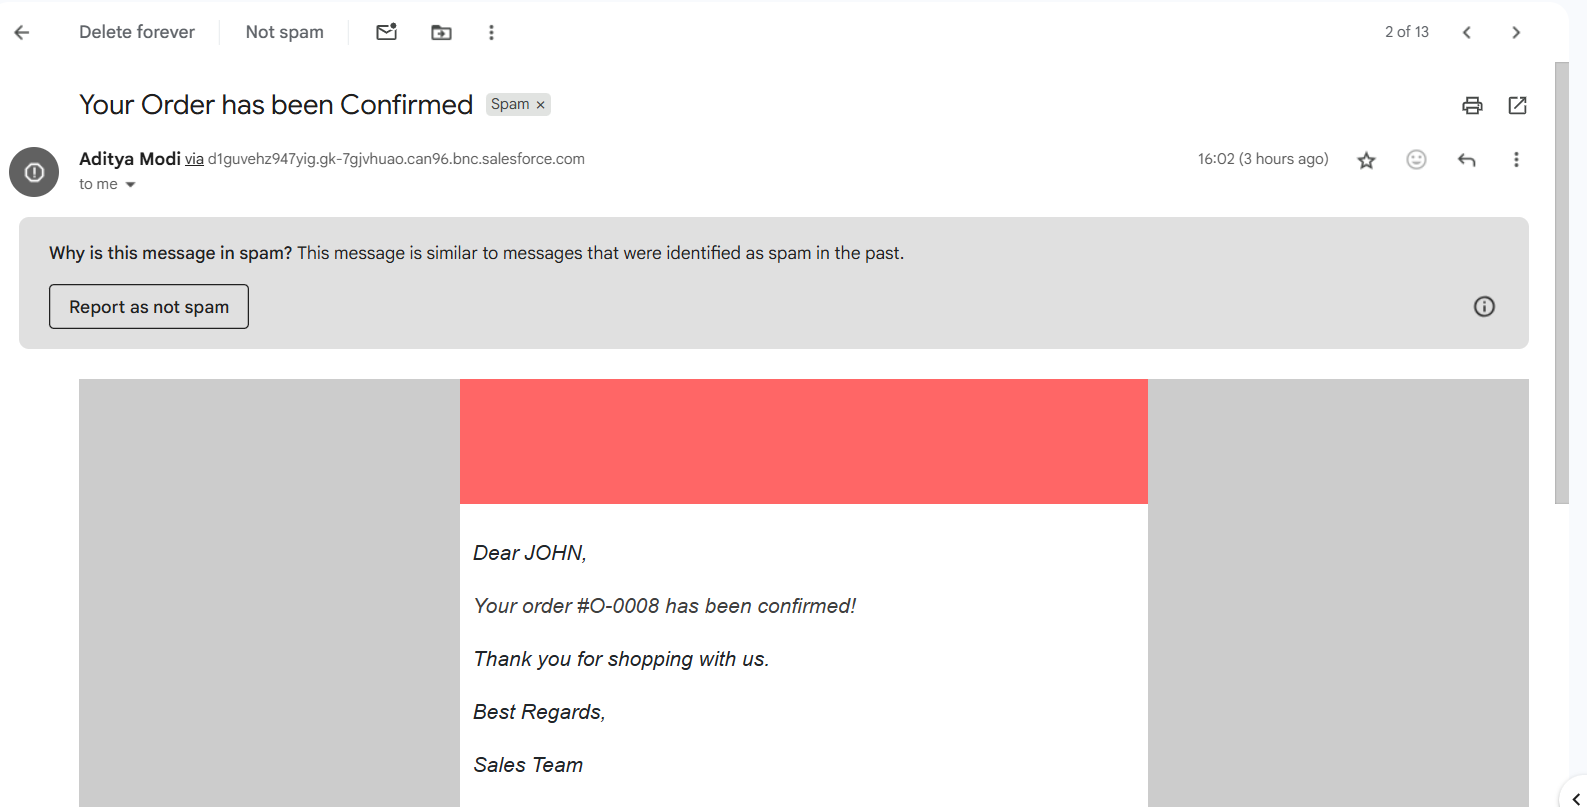 Delete forever
Not spam
2 of 13
Your Order has been Confirmed
Spam ×
Aditya Modi via d1guvehz947yig.gk-7gjvhuao.can96.bnc.salesforce.com
16:02 (3 hours ago)
to me
Why is this message in spam? This message is similar to messages that were identified as spam in the past.
Report as not spam
Dear JOHN,
Your order #O-0008 has been confirmed!
Thank you for shopping with us.
Best Regards,
Sales Team